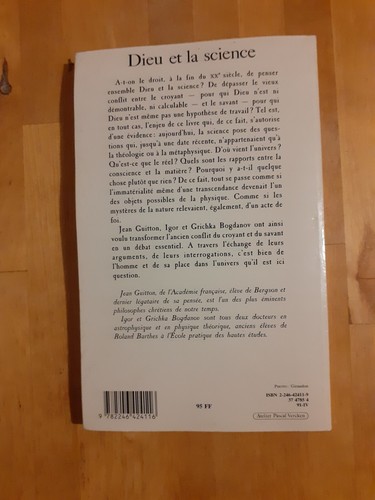 Dieu et la science
A-t-on le droit, à la fin du XXe siècle, de penser
ensemble Dieu et la science? De dépasser le vieux
conflit entre le croyant — pour qui Dieu n'est ni
démontrable, ni calculable — et le savant — pour qui
Dieu n'est même pas une hypothèse de travail? Tel est,
en tout cas, l'enjeu de ce livre qui, de ce fait, s'autorise
d'une évidence : aujourd'hui, la science pose des ques-
tions qui, jusqu'à une date récente, n'appartenaient qu'à
la théologie ou à la métaphysique. D'où vient l'univers?
Qu'est-ce que le réel? Quels sont les rapports entre la
conscience et la matière? Pourquoi y a-t-il quelque
chose plutôt que rien? De ce fait, tout se passe comme si
l'immatérialité même d'une transcendance devenait l'un
des objets possibles de la physique. Comme si les
mystères de la nature relevaient, également, d'un acte de
foi.
Jean Guitton, Igor et Grichka Bogdanov ont ainsi
voulu transformer l'ancien conflit du croyant et du savant
en un débat essentiel. A travers l'échange de leurs
arguments, de leurs interrogations, c'est bien de
l'homme et de sa place dans l'univers qu'il est ici
question.
Jean Guitton, de l'Académie française, élève de Bergson et
dernier légataire de sa pensée, est l'un des plus éminents
philosophes chrétiens de notre temps.
Igor et Grichka Bogdanov sont tous deux docteurs en
astrophysique et en physique théorique, anciens élèves de
Roland Barthes à l'École pratique des hautes études.
ISBN 2-246-42411-9
9 782246 424116
95 FF